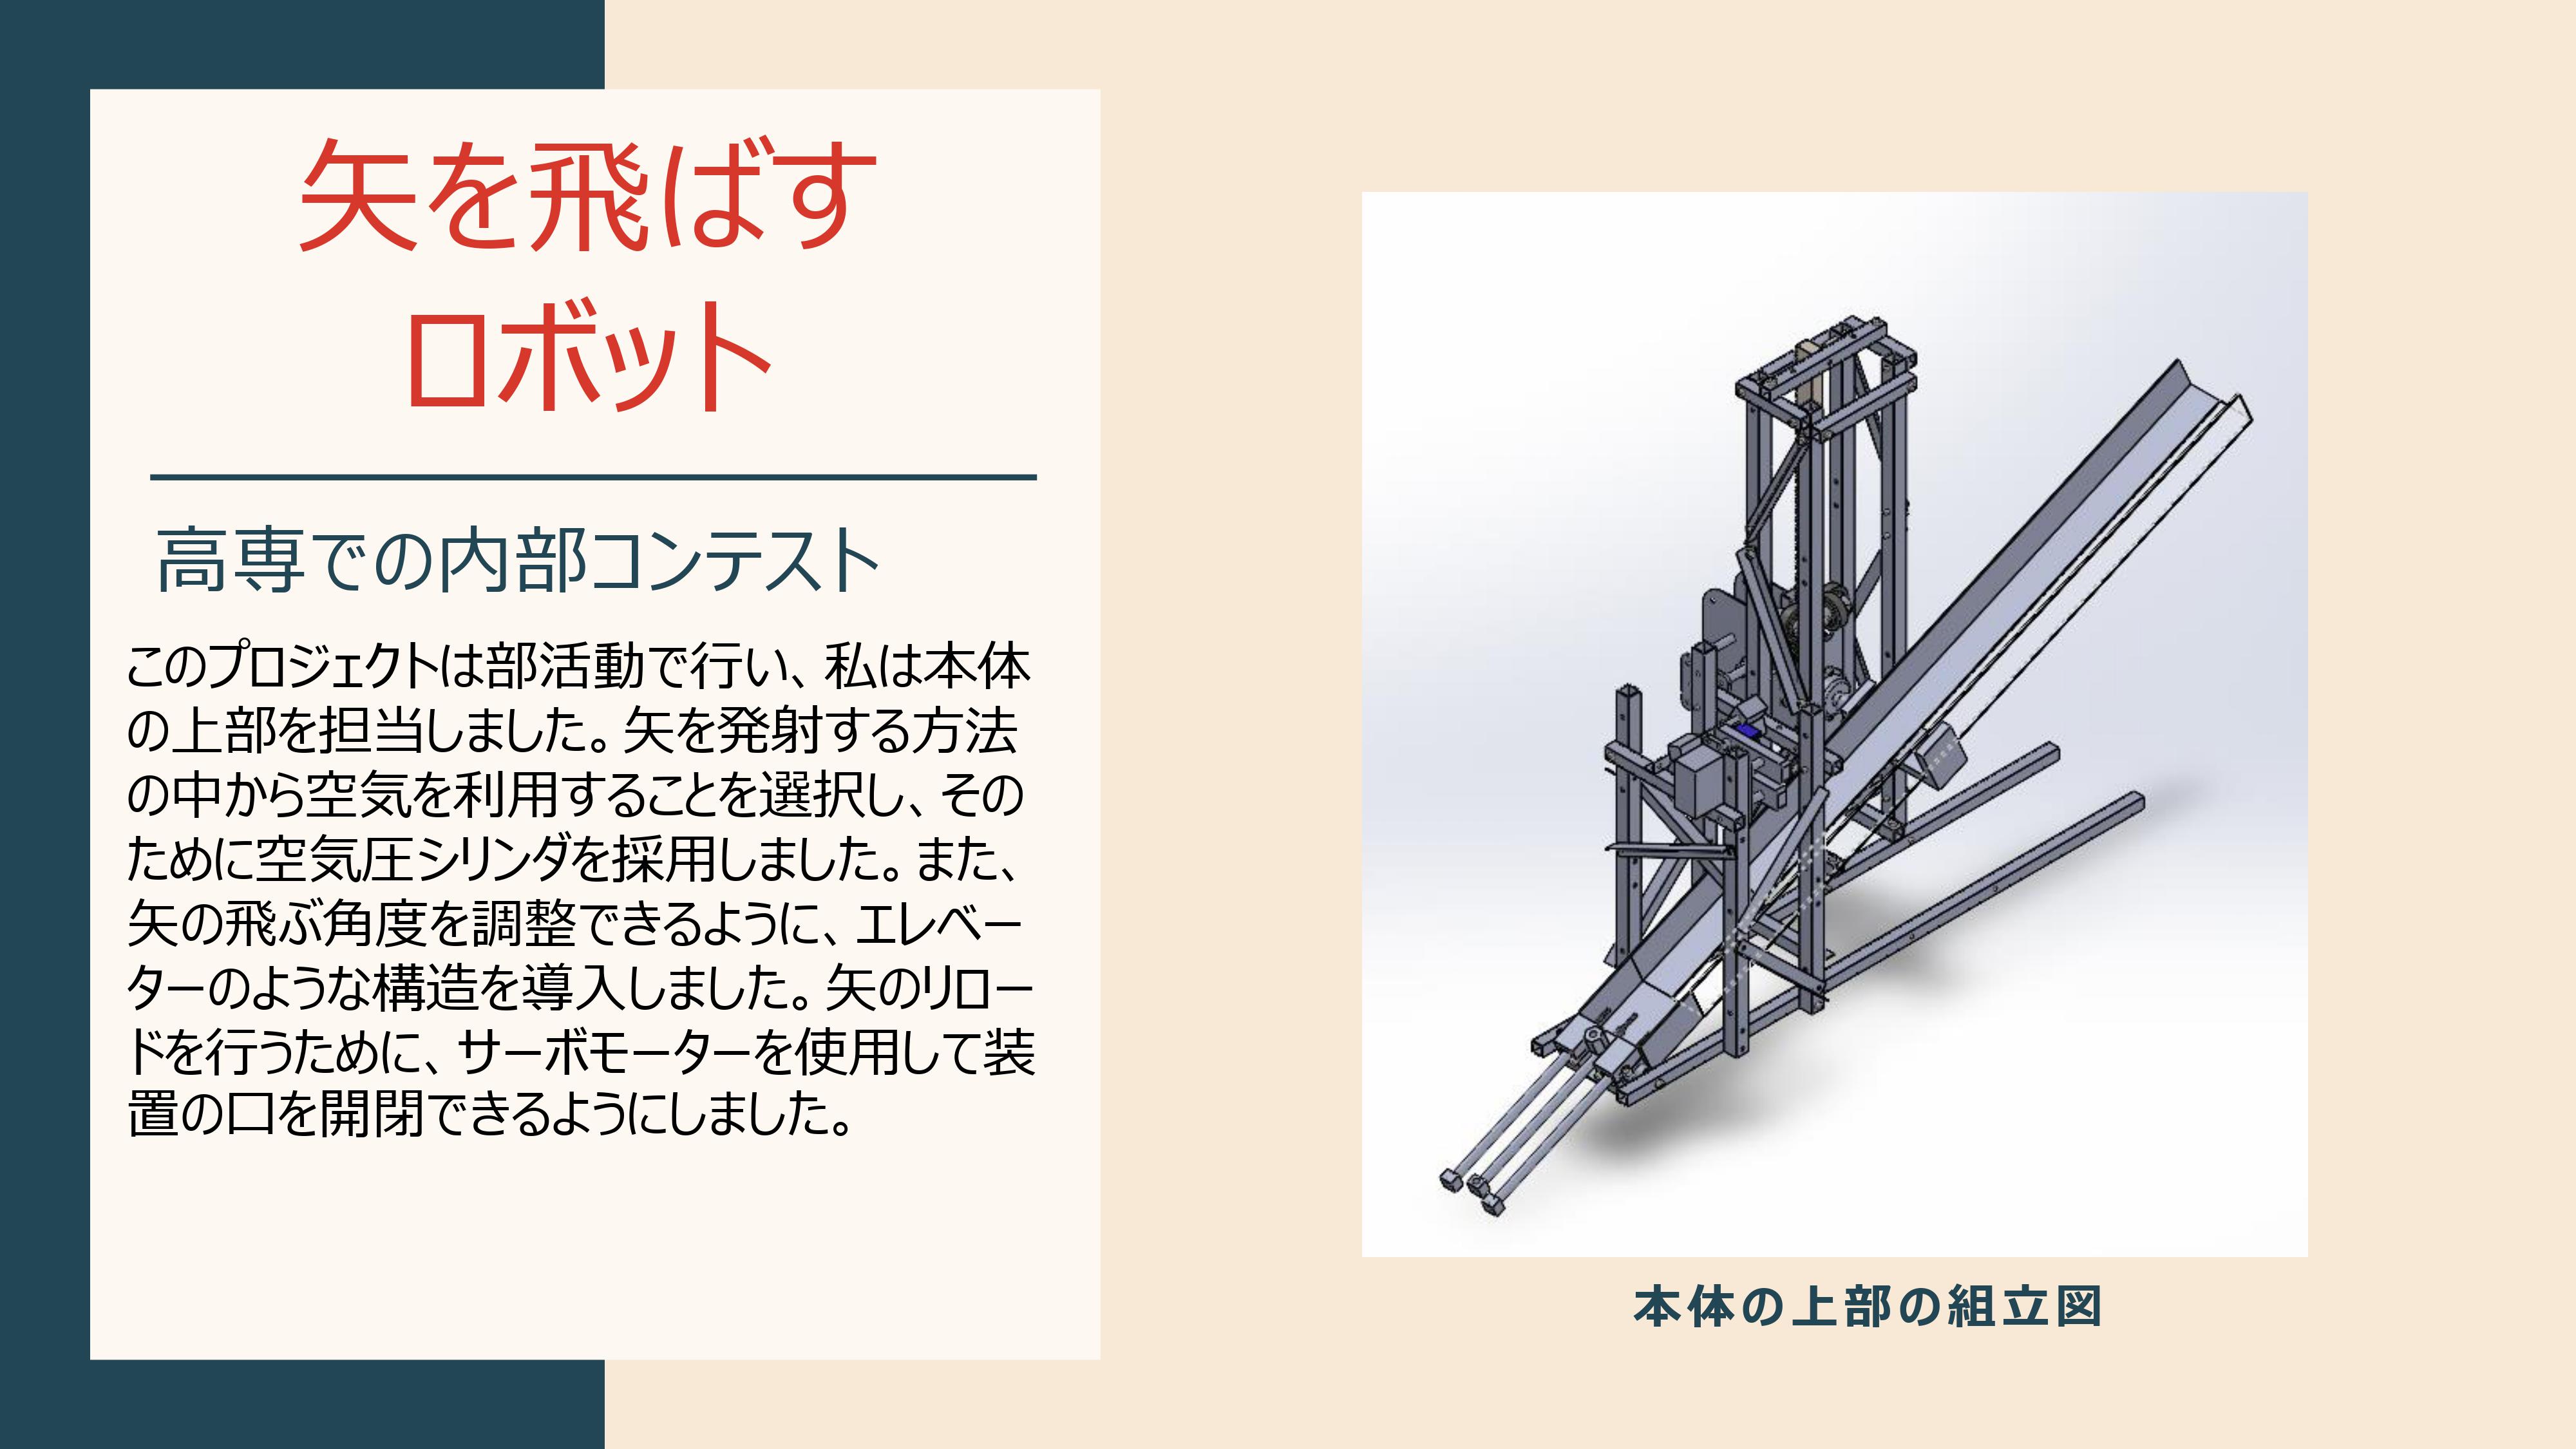 矢を飛ばす
ロボット
高専での内部コンテスト
このプロジェクトは部活動で行い、私は本体
の上部を担当しました。矢を発射する方法
の中から空気を利用することを選択し、その
ために空気圧シリンダを採用しました。また、
矢の飛ぶ角度を調整できるように、エレベー
ターのような構造を導入しました。矢のリロー
ドを行うために、サーボモーターを使用して装
置の口を開閉できるようにしました。
本体の上部の組立図